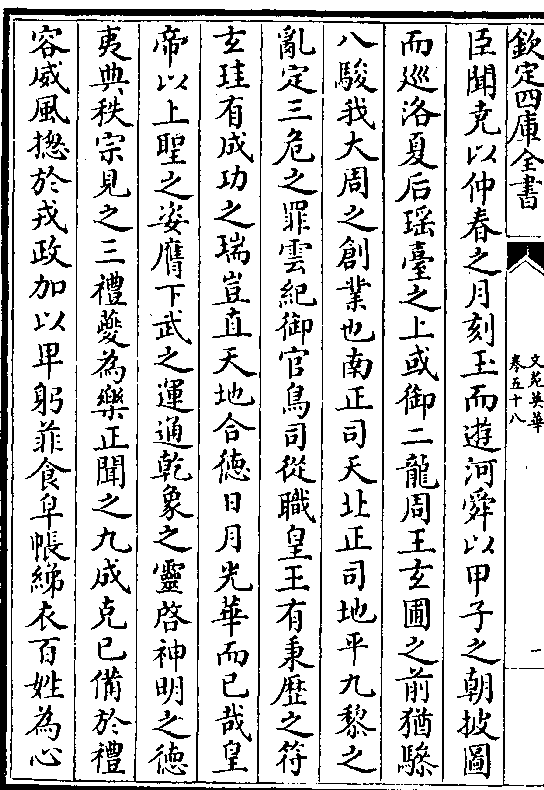 欽定四庫全書
文苑英華
卷五十八
一
臣聞克以仲春之月刻玉而遊河舜以甲子之朝披圖
而廵洛夏后瑶臺之上或御二龍周王玄圃之前猶驂
八駿我大周之創業也南正司天北正司地平九黎之
亂定三危之罪雲紀御官鳥司從職皇王有秉歴之符
玄珪有成功之瑞豈直天地合德日月光華而已哉皇
帝以上聖之姿膺下武之運通乾象之靈啓神明之德
夷典秩宗見之三禮夔為樂正聞之九成克已備於禮
容威風揔於戎政加以卑躬菲食皁帳綈衣百姓為心